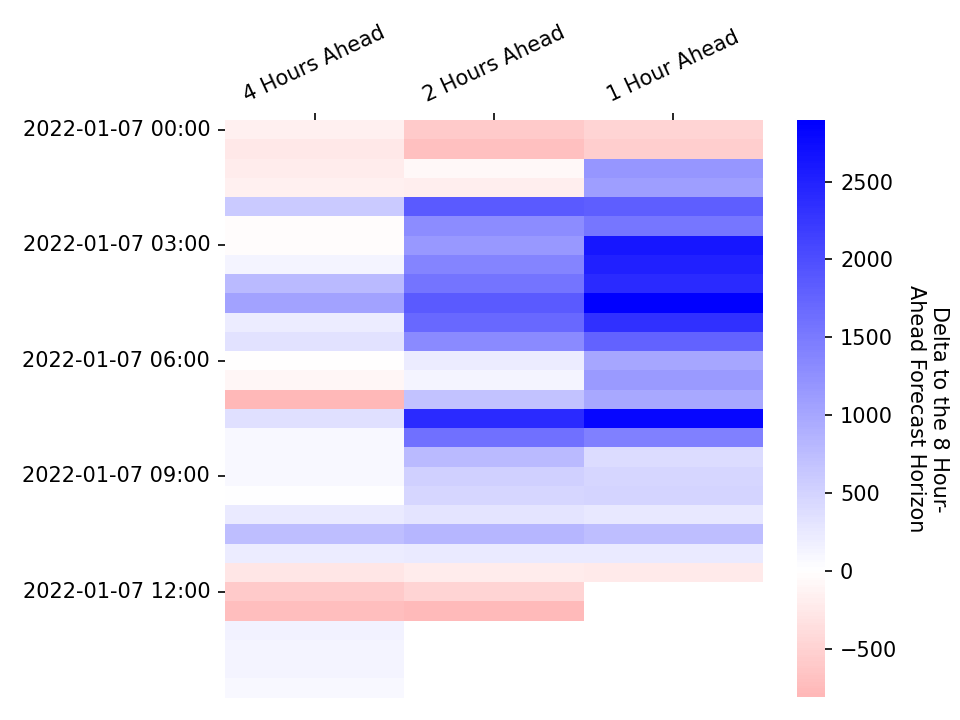 4 Hours Ahead
2 Hours Ahead
1 Hour Ahead
2022-01-07 00:00
2022-01-07 03:00
2022-01-07 06:00
2022-01-07 09:00
2022-01-07 12:00
2500
2000
1500
1000
500
0
−500
Delta to the 8 Hour-
Ahead Forecast Horizon